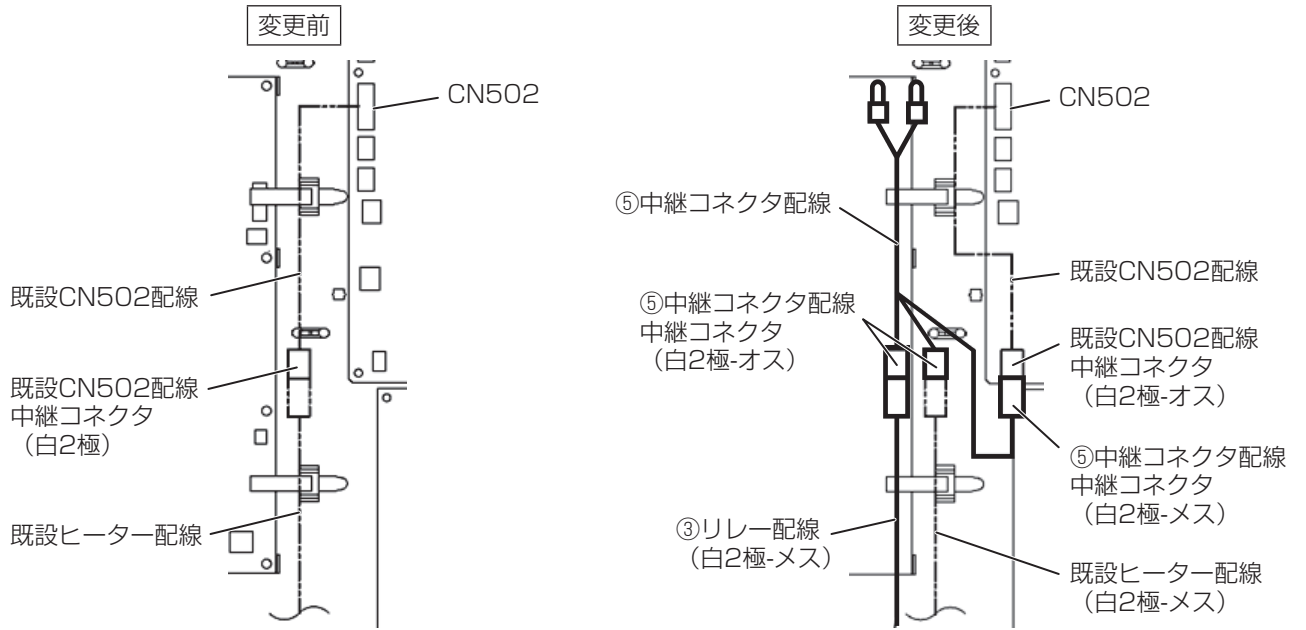 変更前
CN502
既設CN502配線
既設CN502配線
中継コネクタ
（白2極）
既設ヒーター配線
変更後
CN502
⑤中継コネクタ配線
既設CN502配線
⑤中継コネクタ配線
中継コネクタ
（白2極-オス）
既設CN502配線
中継コネクタ
（白2極-オス）
⑤中継コネクタ配線
中継コネクタ
（白2極-メス）
③リレー配線
（白2極-メス）
既設ヒーター配線
（白2極-メス）